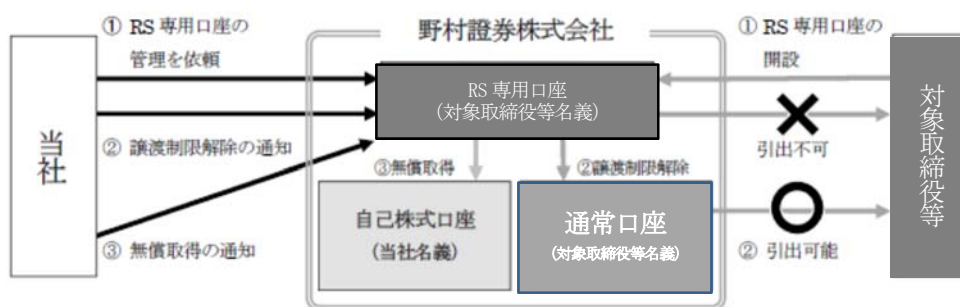 ① RS 専用口座の
管理を依頼
野村證券株式会社
① RS 専用口座の
開設
RS 専用口座
(対象取締役等名義)
当社
② 譲渡制限解除の通知
引出不可
対象取締役等
③無償取得
②譲渡制限解除
自己株式口座
(当社名義)
通常口座
(対象取締役等名義)
③ 無償取得の通知
② 引出可能